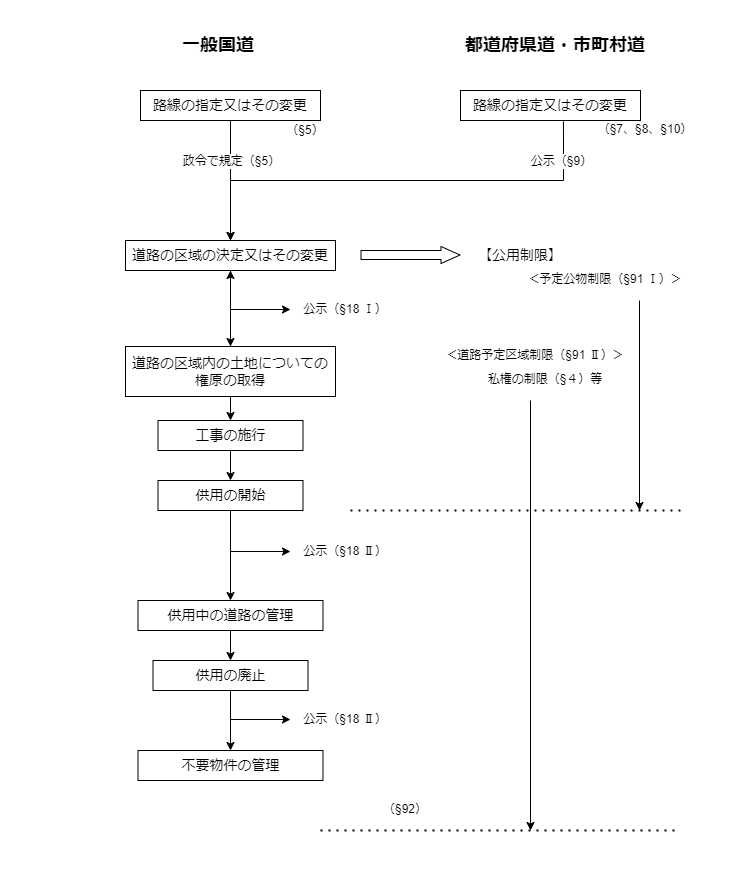 一般国道
都道府県道・市町村道
路線の指定又はその変更
路線の指定又はその変更
（§5）
（§7、§8、§10）
政令で規定（§5）
公示（§9）
道路の区域の決定又はその変更
【公用制限】
＜予定公物制限（§91 Ⅰ）＞
公示（§18 Ⅰ）
道路の区域内の土地についての
権原の取得
＜道路予定区域制限（§91 Ⅱ）＞
私権の制限（§４）等
工事の施行
供用の開始
公示（§18 Ⅱ）
供用中の道路の管理
供用の廃止
公示（§18 Ⅱ）
不要物件の管理
（§92）